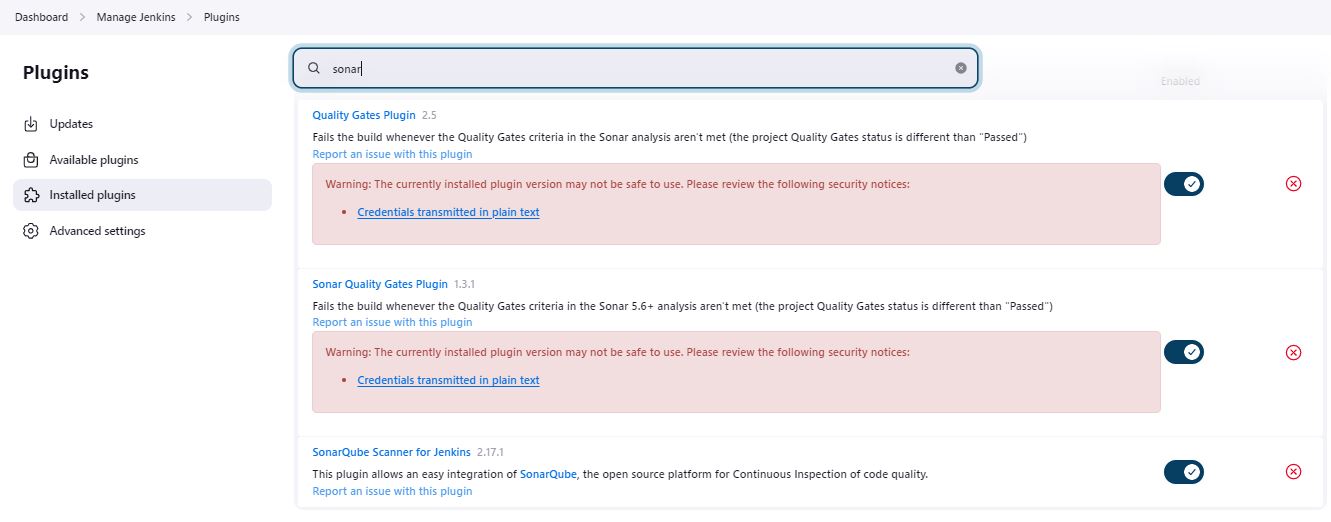 Dashboard > Manage Jenkins > Plugins
Plugins
Updates
Available plugins
Installed plugins
Advanced settings
sonar
Enabled
Quality Gates Plugin 2.5
Fails the build whenever the Quality Gates criteria in the Sonar analysis aren't met (the project Quality Gates status is different than "Passed")
Report an issue with this plugin
Warning: The currently installed plugin version may not be safe to use. Please review the following security notices:
• Credentials transmitted in plain text
Sonar Quality Gates Plugin 1.3.1
Fails the build whenever the Quality Gates criteria in the Sonar 5.6+ analysis aren't met (the project Quality Gates status is different than "Passed")
Report an issue with this plugin
Warning: The currently installed plugin version may not be safe to use. Please review the following security notices:
• Credentials transmitted in plain text
SonarQube Scanner for Jenkins 2.17.1
This plugin allows an easy integration of SonarQube, the open source platform for Continuous Inspection of code quality.
Report an issue with this plugin